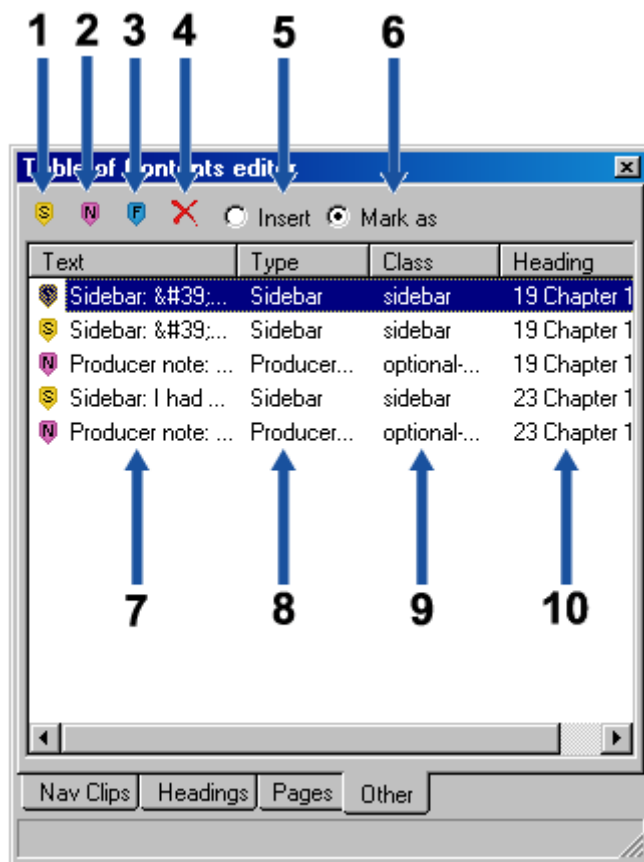 1 2 3 4 5 6
Table of Contents editor
S N F Insert Mark as
Text Type Class Heading
Sidebar: &#39;... Sidebar sidebar 19 Chapter 1
S Sidebar: &#39;... Sidebar sidebar 19 Chapter 1
N Producer note: ... Producer... optional-... 19 Chapter 1
S Sidebar: I had ... Sidebar sidebar 23 Chapter 1
N Producer note: ... Producer... optional-... 23 Chapter 1
7 8 9 10
Nav Clips Headings Pages Other